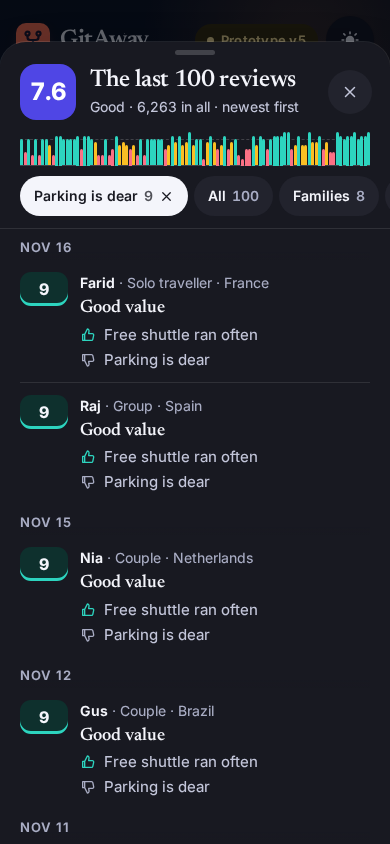 GitAway
Prototype v5
7.6
The last 100 reviews
Good · 6,263 in all · newest first
Parking is dear 9
All 100
Families 8
NOV 16
9
Farid · Solo traveller · France
Good value
Free shuttle ran often
Parking is dear
9
Raj · Group · Spain
Good value
Free shuttle ran often
Parking is dear
NOV 15
9
Nia · Couple · Netherlands
Good value
Free shuttle ran often
Parking is dear
NOV 12
9
Gus · Couple · Brazil
Good value
Free shuttle ran often
Parking is dear
NOV 11